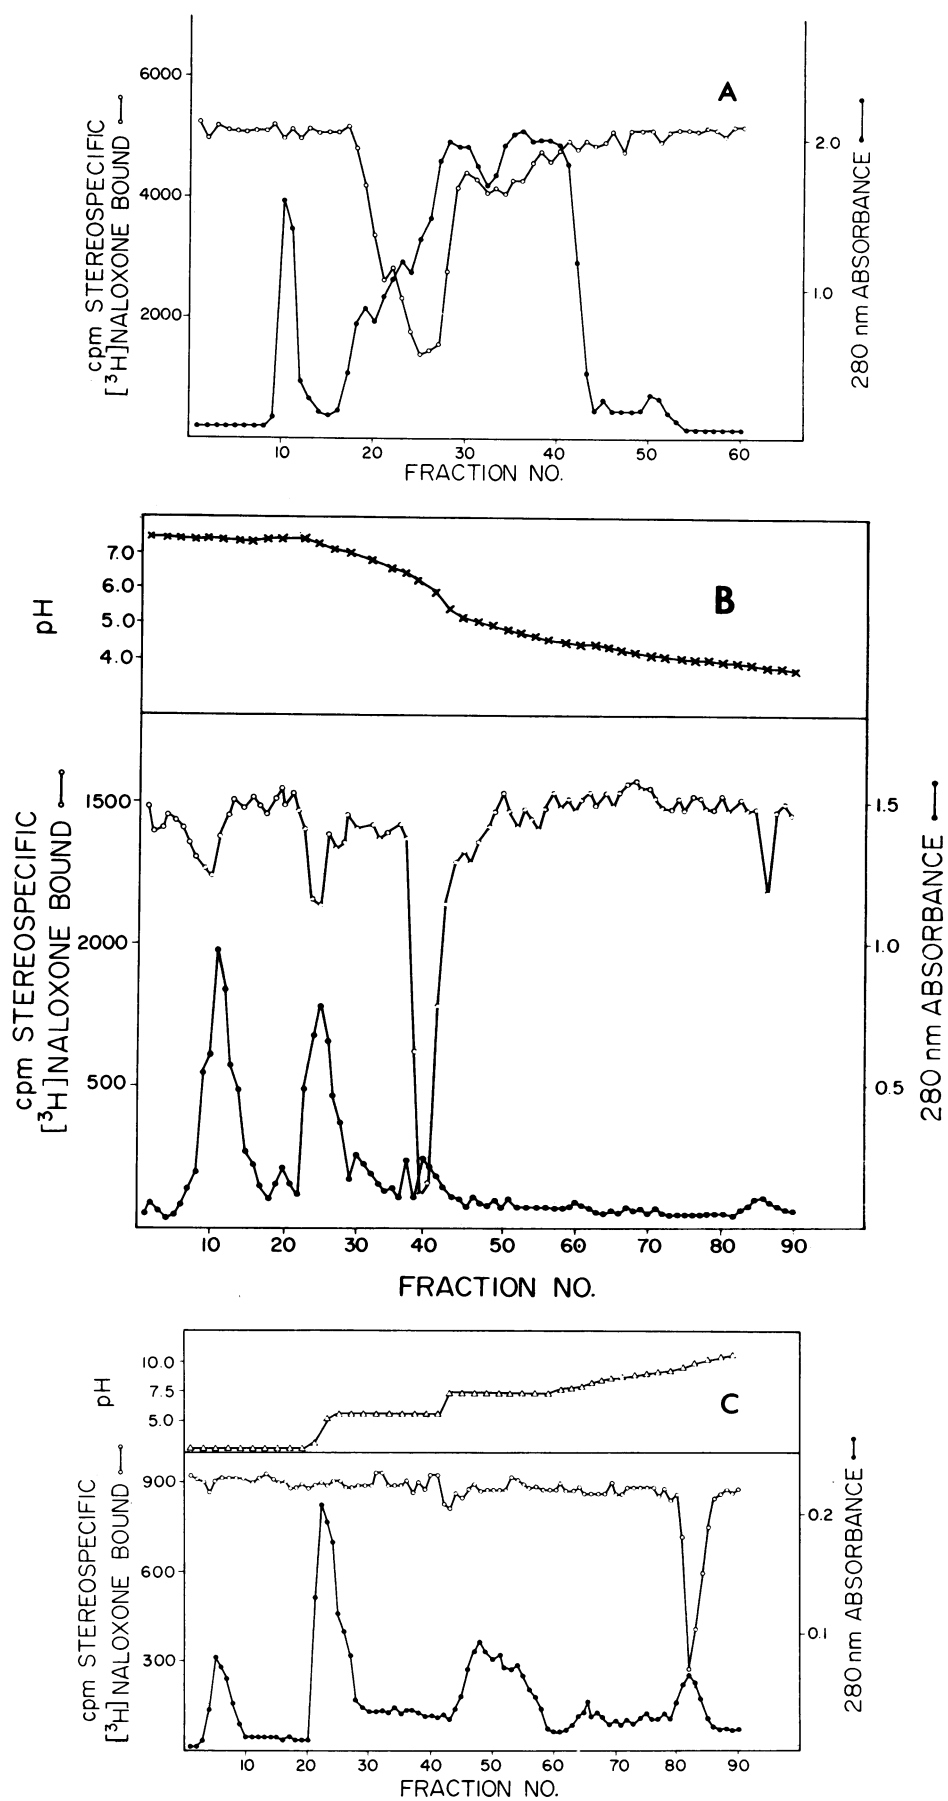 A
6000
4000
2000
2.0
1.0
cpm STEREOSPECIFIC
[³H]NALOXONE BOUND
280 nm ABSORBANCE
10 20 30 40 50 60
FRACTION NO.
B
pH
7.0
6.0
5.0
4.0
cpm STEREOSPECIFIC
[³H]NALOXONE BOUND
1500
2000
500
1.5
1.0
0.5
280 nm ABSORBANCE
10 20 30 40 50 60 70 80 90
FRACTION NO.
C
pH
10.0
7.5
5.0
cpm STEREOSPECIFIC
[³H]NALOXONE BOUND
900
600
300
0.2
0.1
280 nm ABSORBANCE
10 20 30 40 50 60 70 80 90
FRACTION NO.